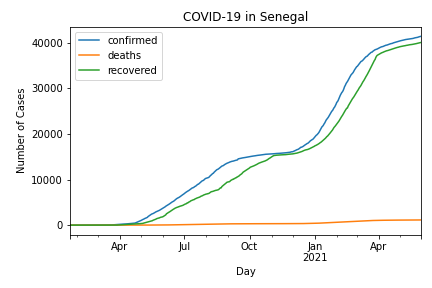 COVID-19 in Senegal
confirmed
deaths
recovered
Number of Cases
40000
30000
20000
10000
0
Apr Jul Oct Jan Apr
2021
Day